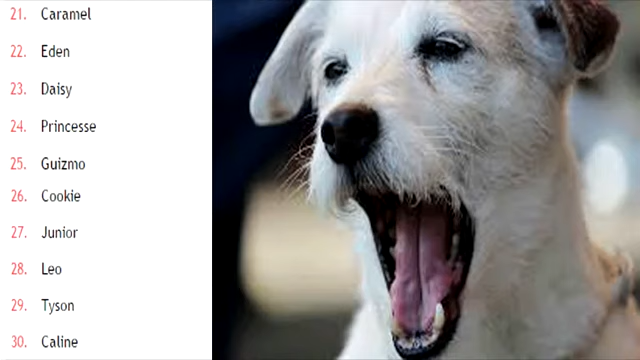 21. Caramel
22. Eden
23. Daisy
24. Princesse
25. Guizmo
26. Cookie
27. Junior
28. Leo
29. Tyson
30. Caline